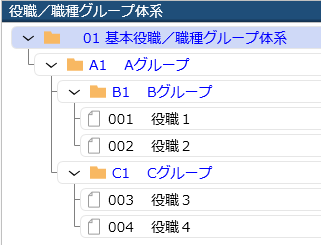 役職／職種グループ体系
01 基本役職／職種グループ体系
A1 Aグループ
B1 Bグループ
001 役職１
002 役職２
C1 Cグループ
003 役職３
004 役職４